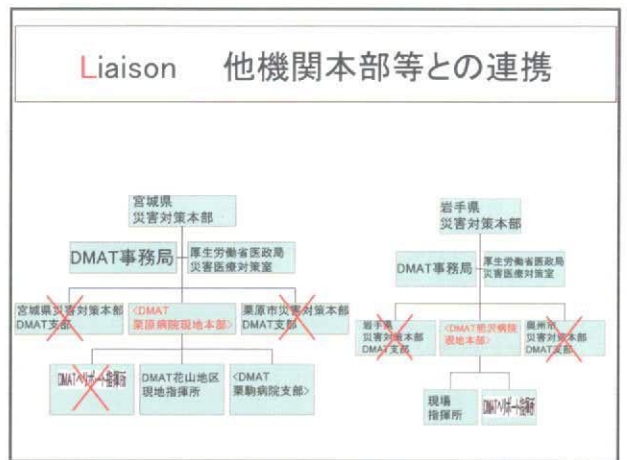 Liaison 他機関本部等との連携
宮城県
災害対策本部
DMAT事務局
厚生労働省医政局
災害医療対策室
宮城県災害対策本部
DMAT支部
<DMAT
栗原病院現地本部>
栗原市災害対策本部
DMAT支部
DMATヘリポート指揮所
DMAT花山地区
現地指揮所
<DMAT
栗駒病院支部>
岩手県
災害対策本部
DMAT事務局
厚生労働省医政局
災害医療対策室
岩手県
災害対策本部
DMAT支部
<DMAT胆沢病院
現地本部>
奥州市
災害対策本部
DMAT支部
現場
指揮所
DMATヘリポート指揮所